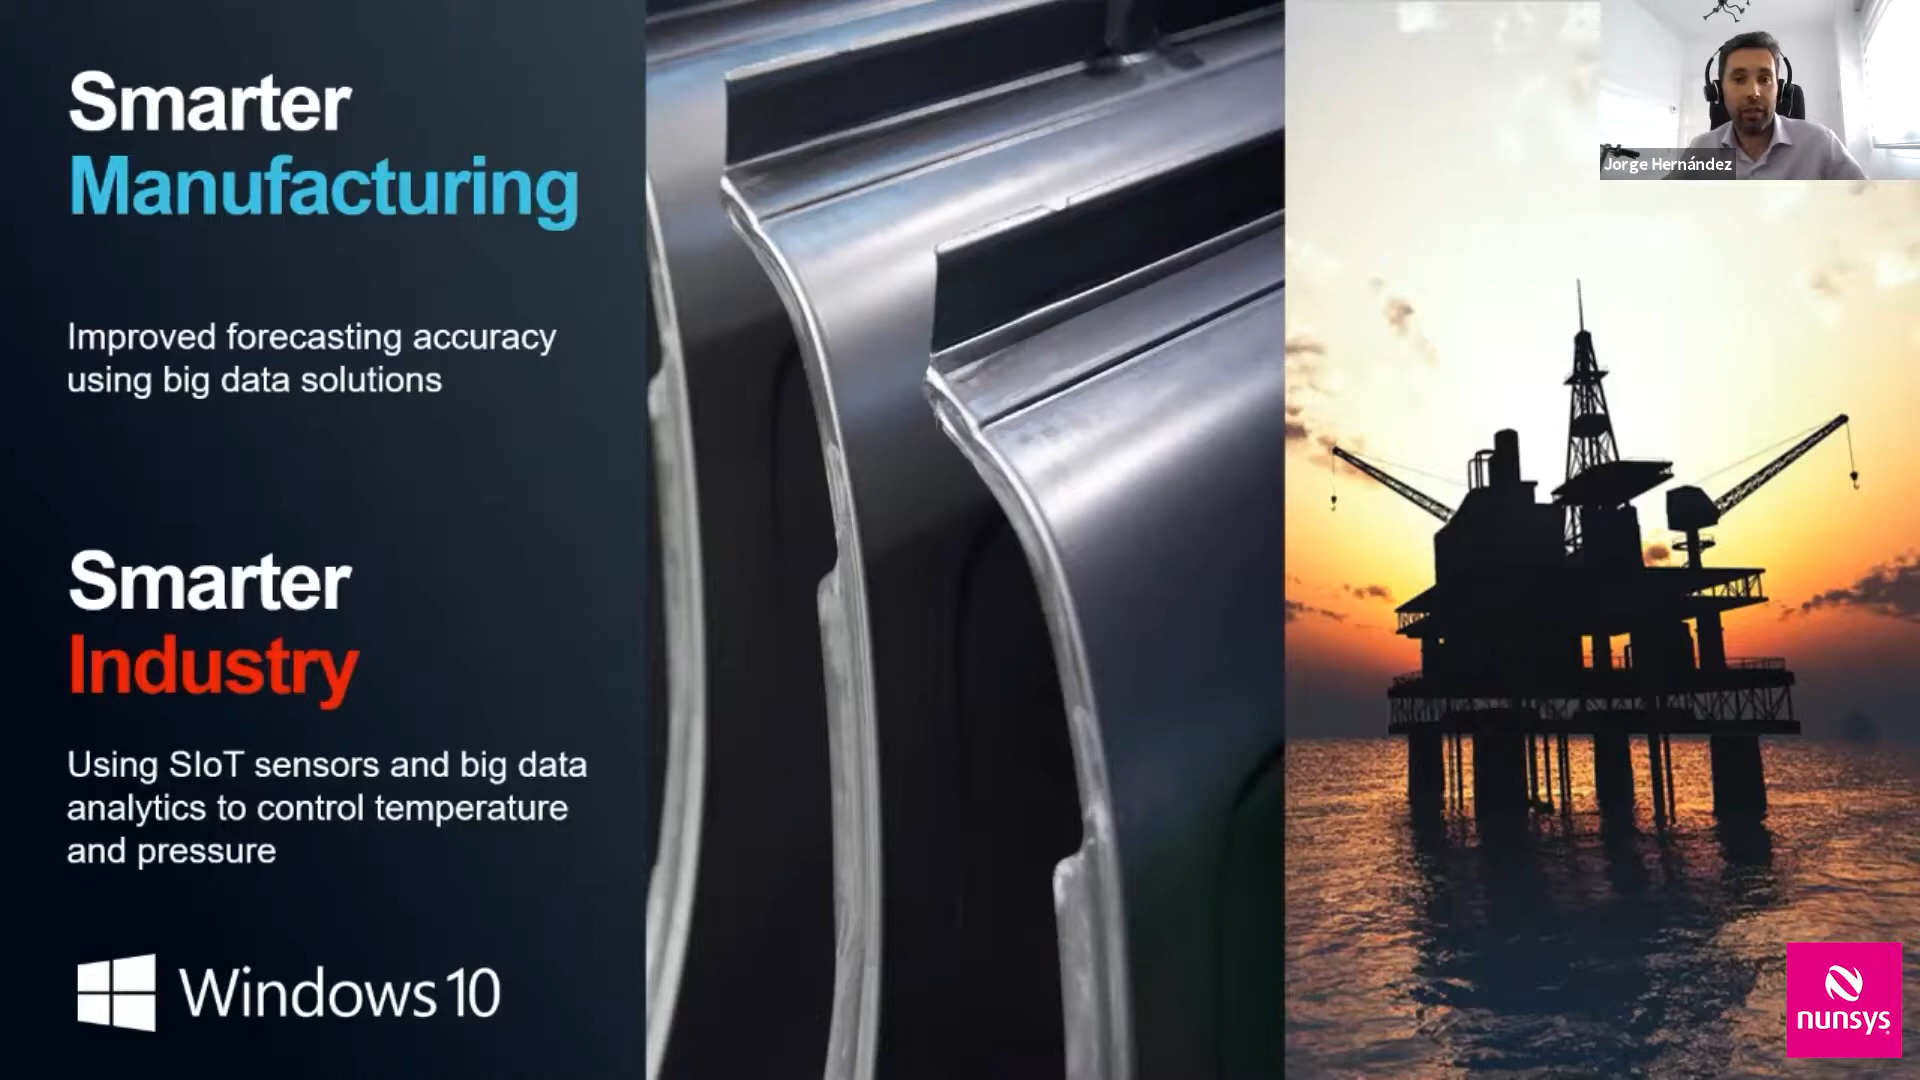 Smarter
Manufacturing
Improved forecasting accuracy
using big data solutions
Smarter
Industry
Using SIoT sensors and big data
analytics to control temperature
and pressure
Windows 10
Jorge Hernández
nunsys